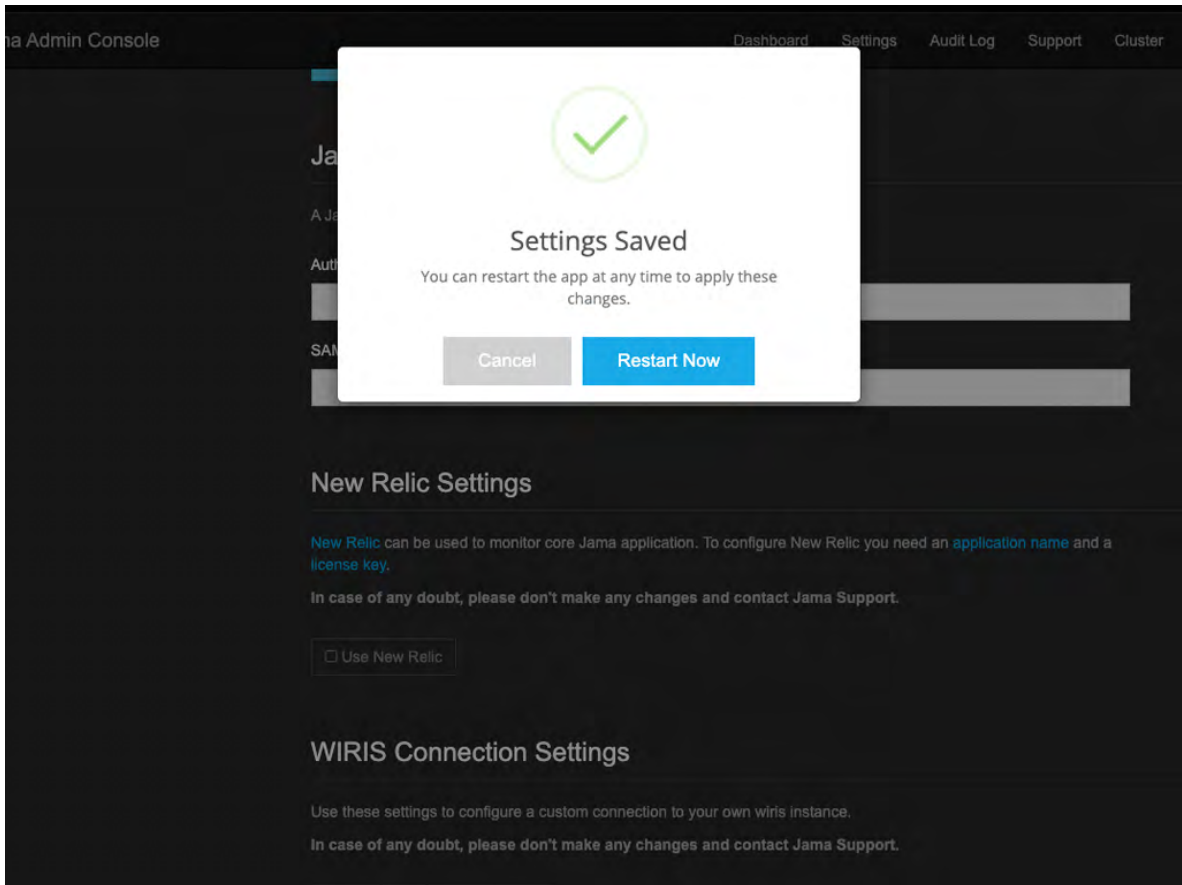 ma Admin Console
Dashboard Settings Audit Log Support Cluster
Settings Saved
You can restart the app at any time to apply these
changes.
Cancel Restart Now
Ja
A Ja
Auth
SAM
New Relic Settings
New Relic can be used to monitor core Jama application. To configure New Relic you need an application name and a
license key.
In case of any doubt, please don't make any changes and contact Jama Support.
Use New Relic
WIRIS Connection Settings
Use these settings to configure a custom connection to your own wiris instance.
In case of any doubt, please don't make any changes and contact Jama Support.